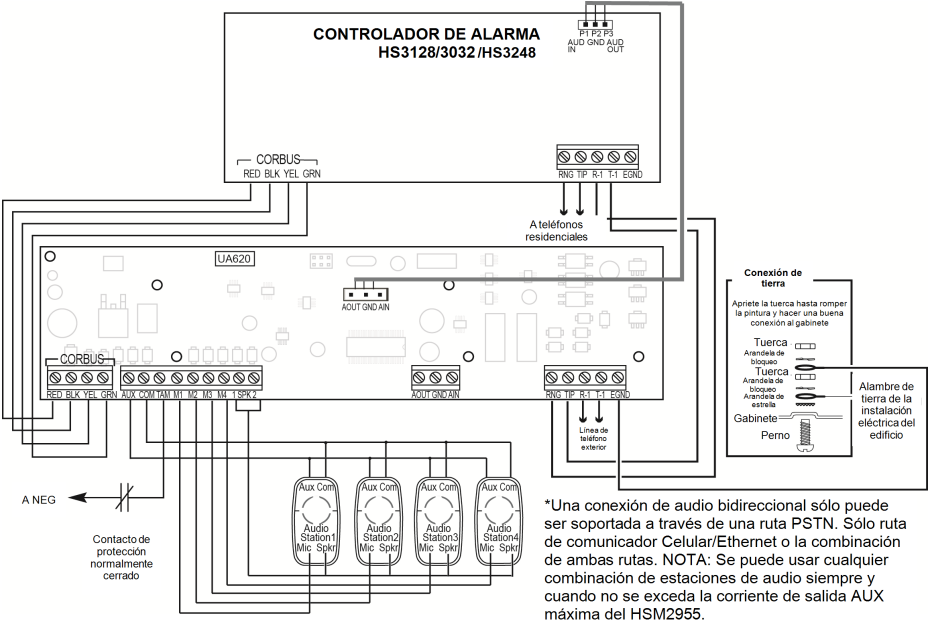 CONTROLADOR DE ALARMA
HS3128/3032/HS3248
P1 P2 P3
AUD GND AUD
IN OUT
CORBUS
RED BLK YEL GRN
RNG TIP R-1 T-1 EGND
A teléfonos
residenciales
UA620
AOUT GND AIN
CORBUS
RED BLK YEL GRN
AUX COM TAM M1 M2 M3 M4 1 SPK 2
AOUT GND AIN
RNG TIP R-1 T-1 EGND
Línea de
teléfono
exterior
Conexión de
tierra
Apriete la tuerca hasta romper
la pintura y hacer una buena
conexión al gabinete
Tuerca
Arandela de
bloqueo
Tuerca
Arandela de
bloqueo
Arandela de
estrella
Gabinete
Perno
Alambre de
tierra de la
instalación
eléctrica del
edificio
A NEG
Contacto de
protección
normalmente
cerrado
Aux Com
Audio
Station1
Mic Spkr
Aux Com
Audio
Station2
Mic Spkr
Aux Com
Audio
Station3
Mic Spkr
Aux Com
Audio
Station4
Mic Spkr
*Una conexión de audio bidireccional sólo puede
ser soportada a través de una ruta PSTN. Sólo ruta
de comunicador Celular/Ethernet o la combinación
de ambas rutas. NOTA: Se puede usar cualquier
combinación de estaciones de audio siempre y
cuando no se exceda la corriente de salida AUX
máxima del HSM2955.